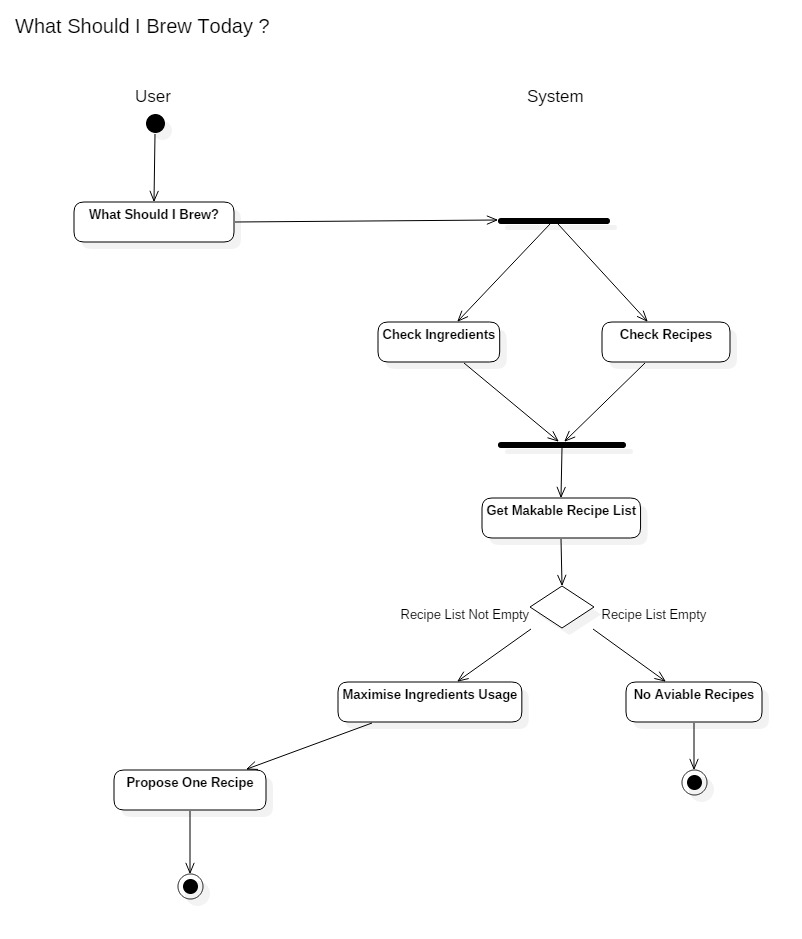 What Should I Brew Today ?
User
System
What Should I Brew?
Check Ingredients
Check Recipes
Get Makable Recipe List
Recipe List Not Empty
Recipe List Empty
Maximise Ingredients Usage
No Aviable Recipes
Propose One Recipe